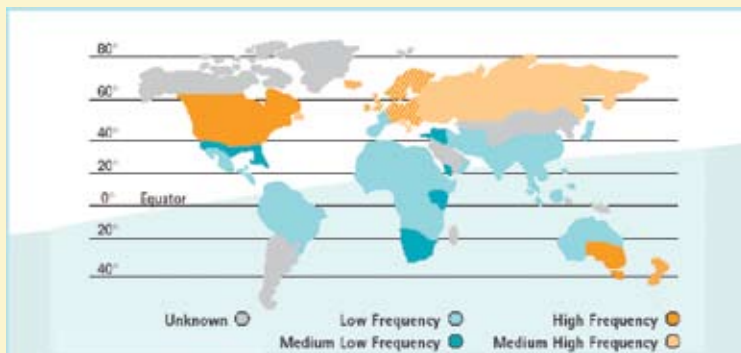 80°
60°
40°
20°
0° Equator
20°
40°
Unknown Low Frequency High Frequency
Medium Low Frequency Medium High Frequency